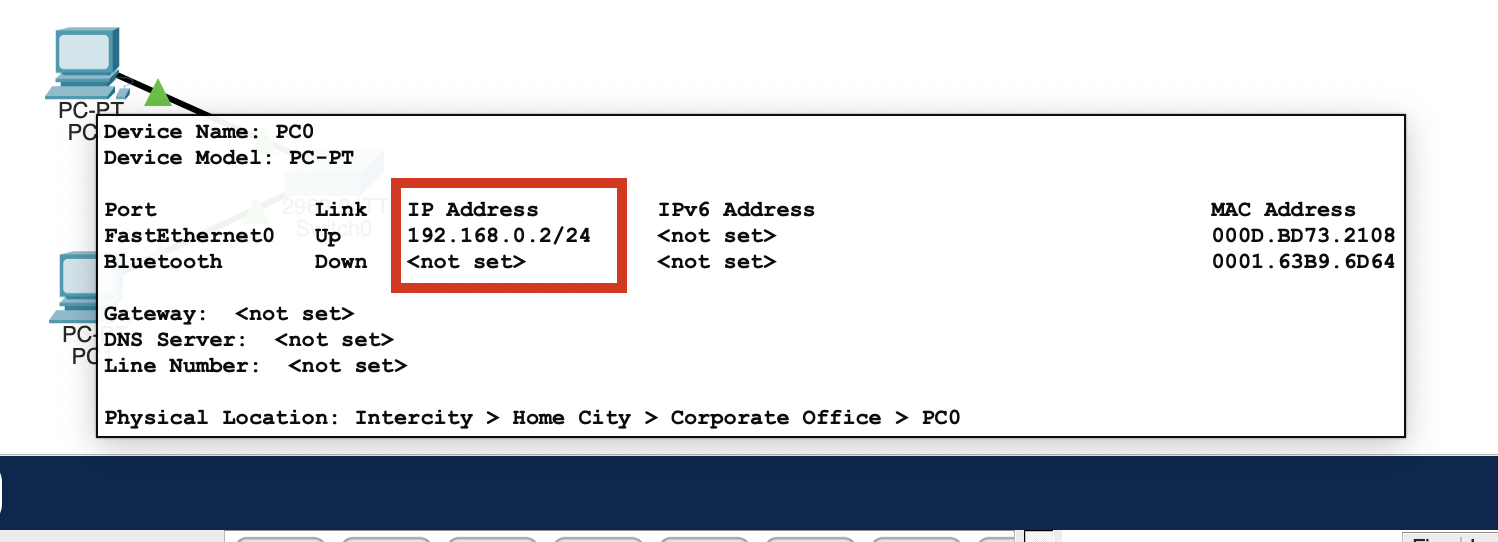 PC-PT
PC
Device Name: PC0
Device Model: PC-PT
Port Link IP Address IPv6 Address MAC Address
FastEthernet0 Up 192.168.0.2/24 <not set> 000D.BD73.2108
Bluetooth Down <not set> <not set> 0001.63B9.6D64
Gateway: <not set>
DNS Server: <not set>
Line Number: <not set>
Physical Location: Intercity > Home City > Corporate Office > PC0
PC-
PC